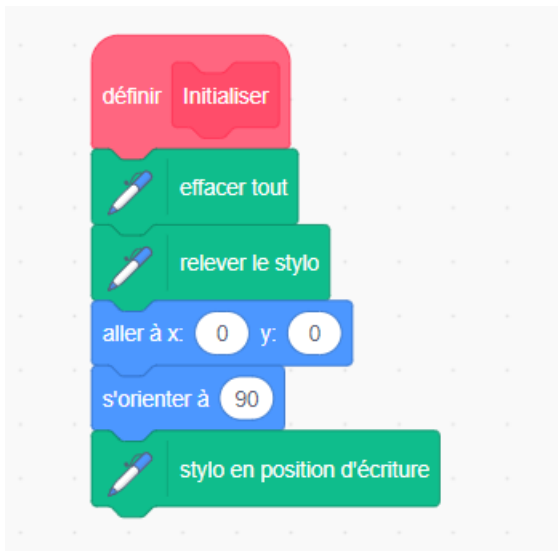 définir Initialiser
effacer tout
relever le stylo
aller à x: 0 y: 0
s'orienter à 90
stylo en position d'écriture